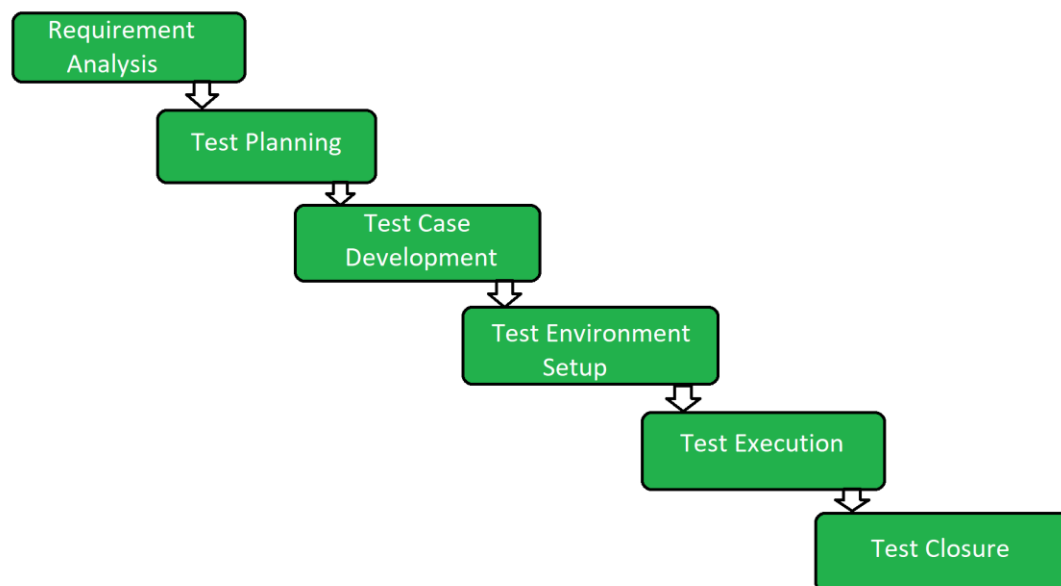 Requirement
Analysis
Test Planning
Test Case
Development
Test Environment
Setup
Test Execution
Test Closure